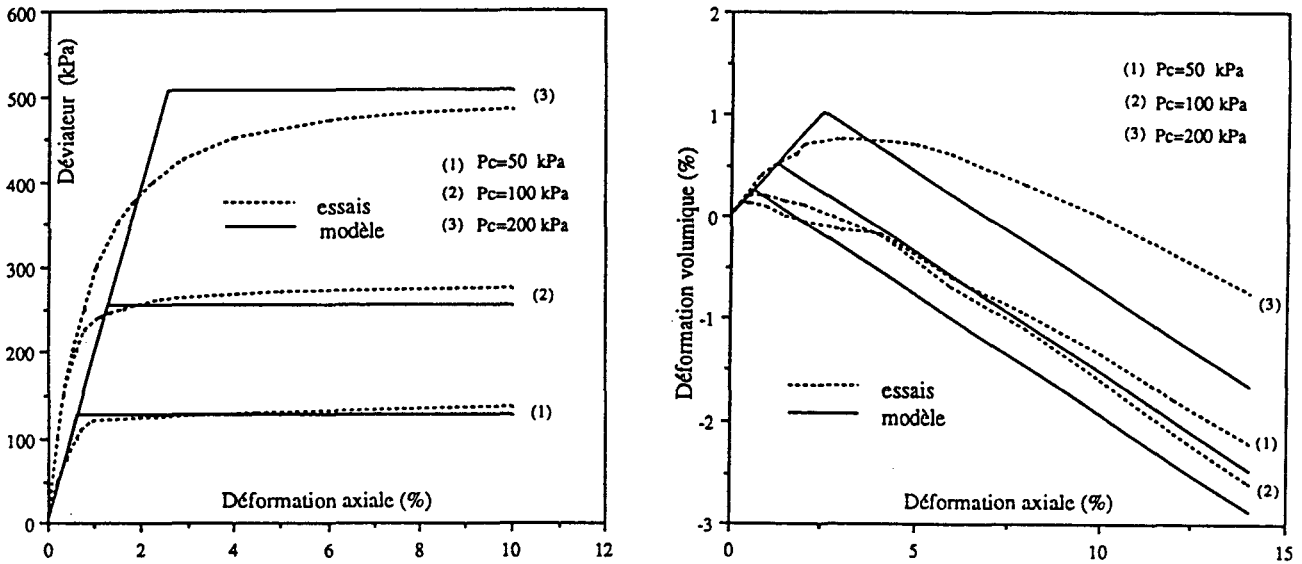 600
500
400
300
200
100
0
0
2
4
6
8
10
12
Déviateur (kPa)
Déformation axiale (%)
(3)
(1) Pc=50 kPa
(2) Pc=100 kPa
(3) Pc=200 kPa
essais
modèle
(2)
(1)
2
1
0
-1
-2
-3
0
5
10
15
Déformation volumique (%)
Déformation axiale (%)
(1) Pc=50 kPa
(2) Pc=100 kPa
(3) Pc=200 kPa
(3)
essais
modèle
(1)
(2)